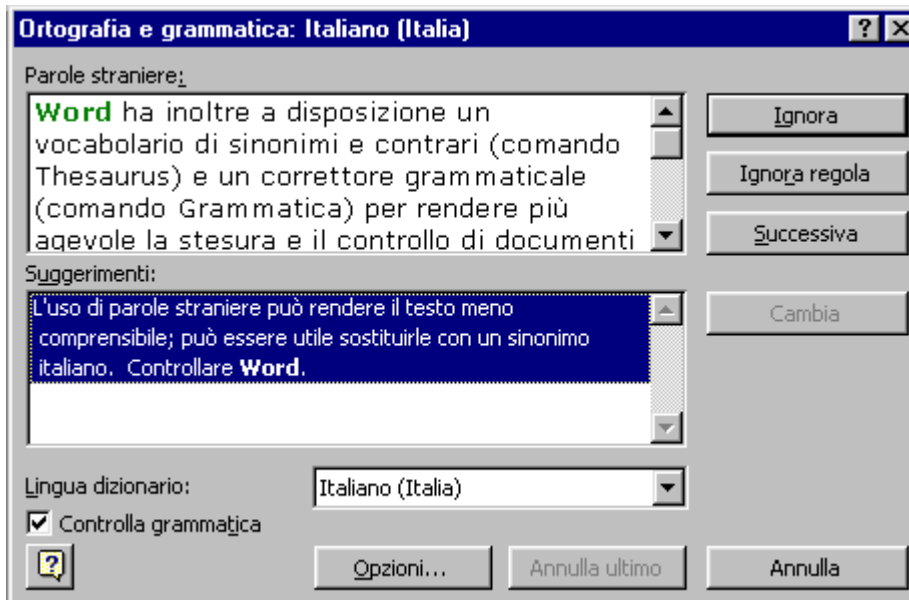 Ortografia e grammatica: Italiano (Italia)
Parole straniere:
Word ha inoltre a disposizione un
vocabolario di sinonimi e contrari (comando
Thesaurus) e un correttore grammaticale
(comando Grammatica) per rendere più
agevole la stesura e il controllo di documenti
Ignora
Ignora regola
Successiva
Suggerimenti:
L'uso di parole straniere può rendere il testo meno
comprensibile; può essere utile sostituirle con un sinonimo
italiano. Controllare Word.
Cambia
Lingua dizionario:
Italiano (Italia)
Controlla grammatica
Opzioni...
Annulla ultimo
Annulla